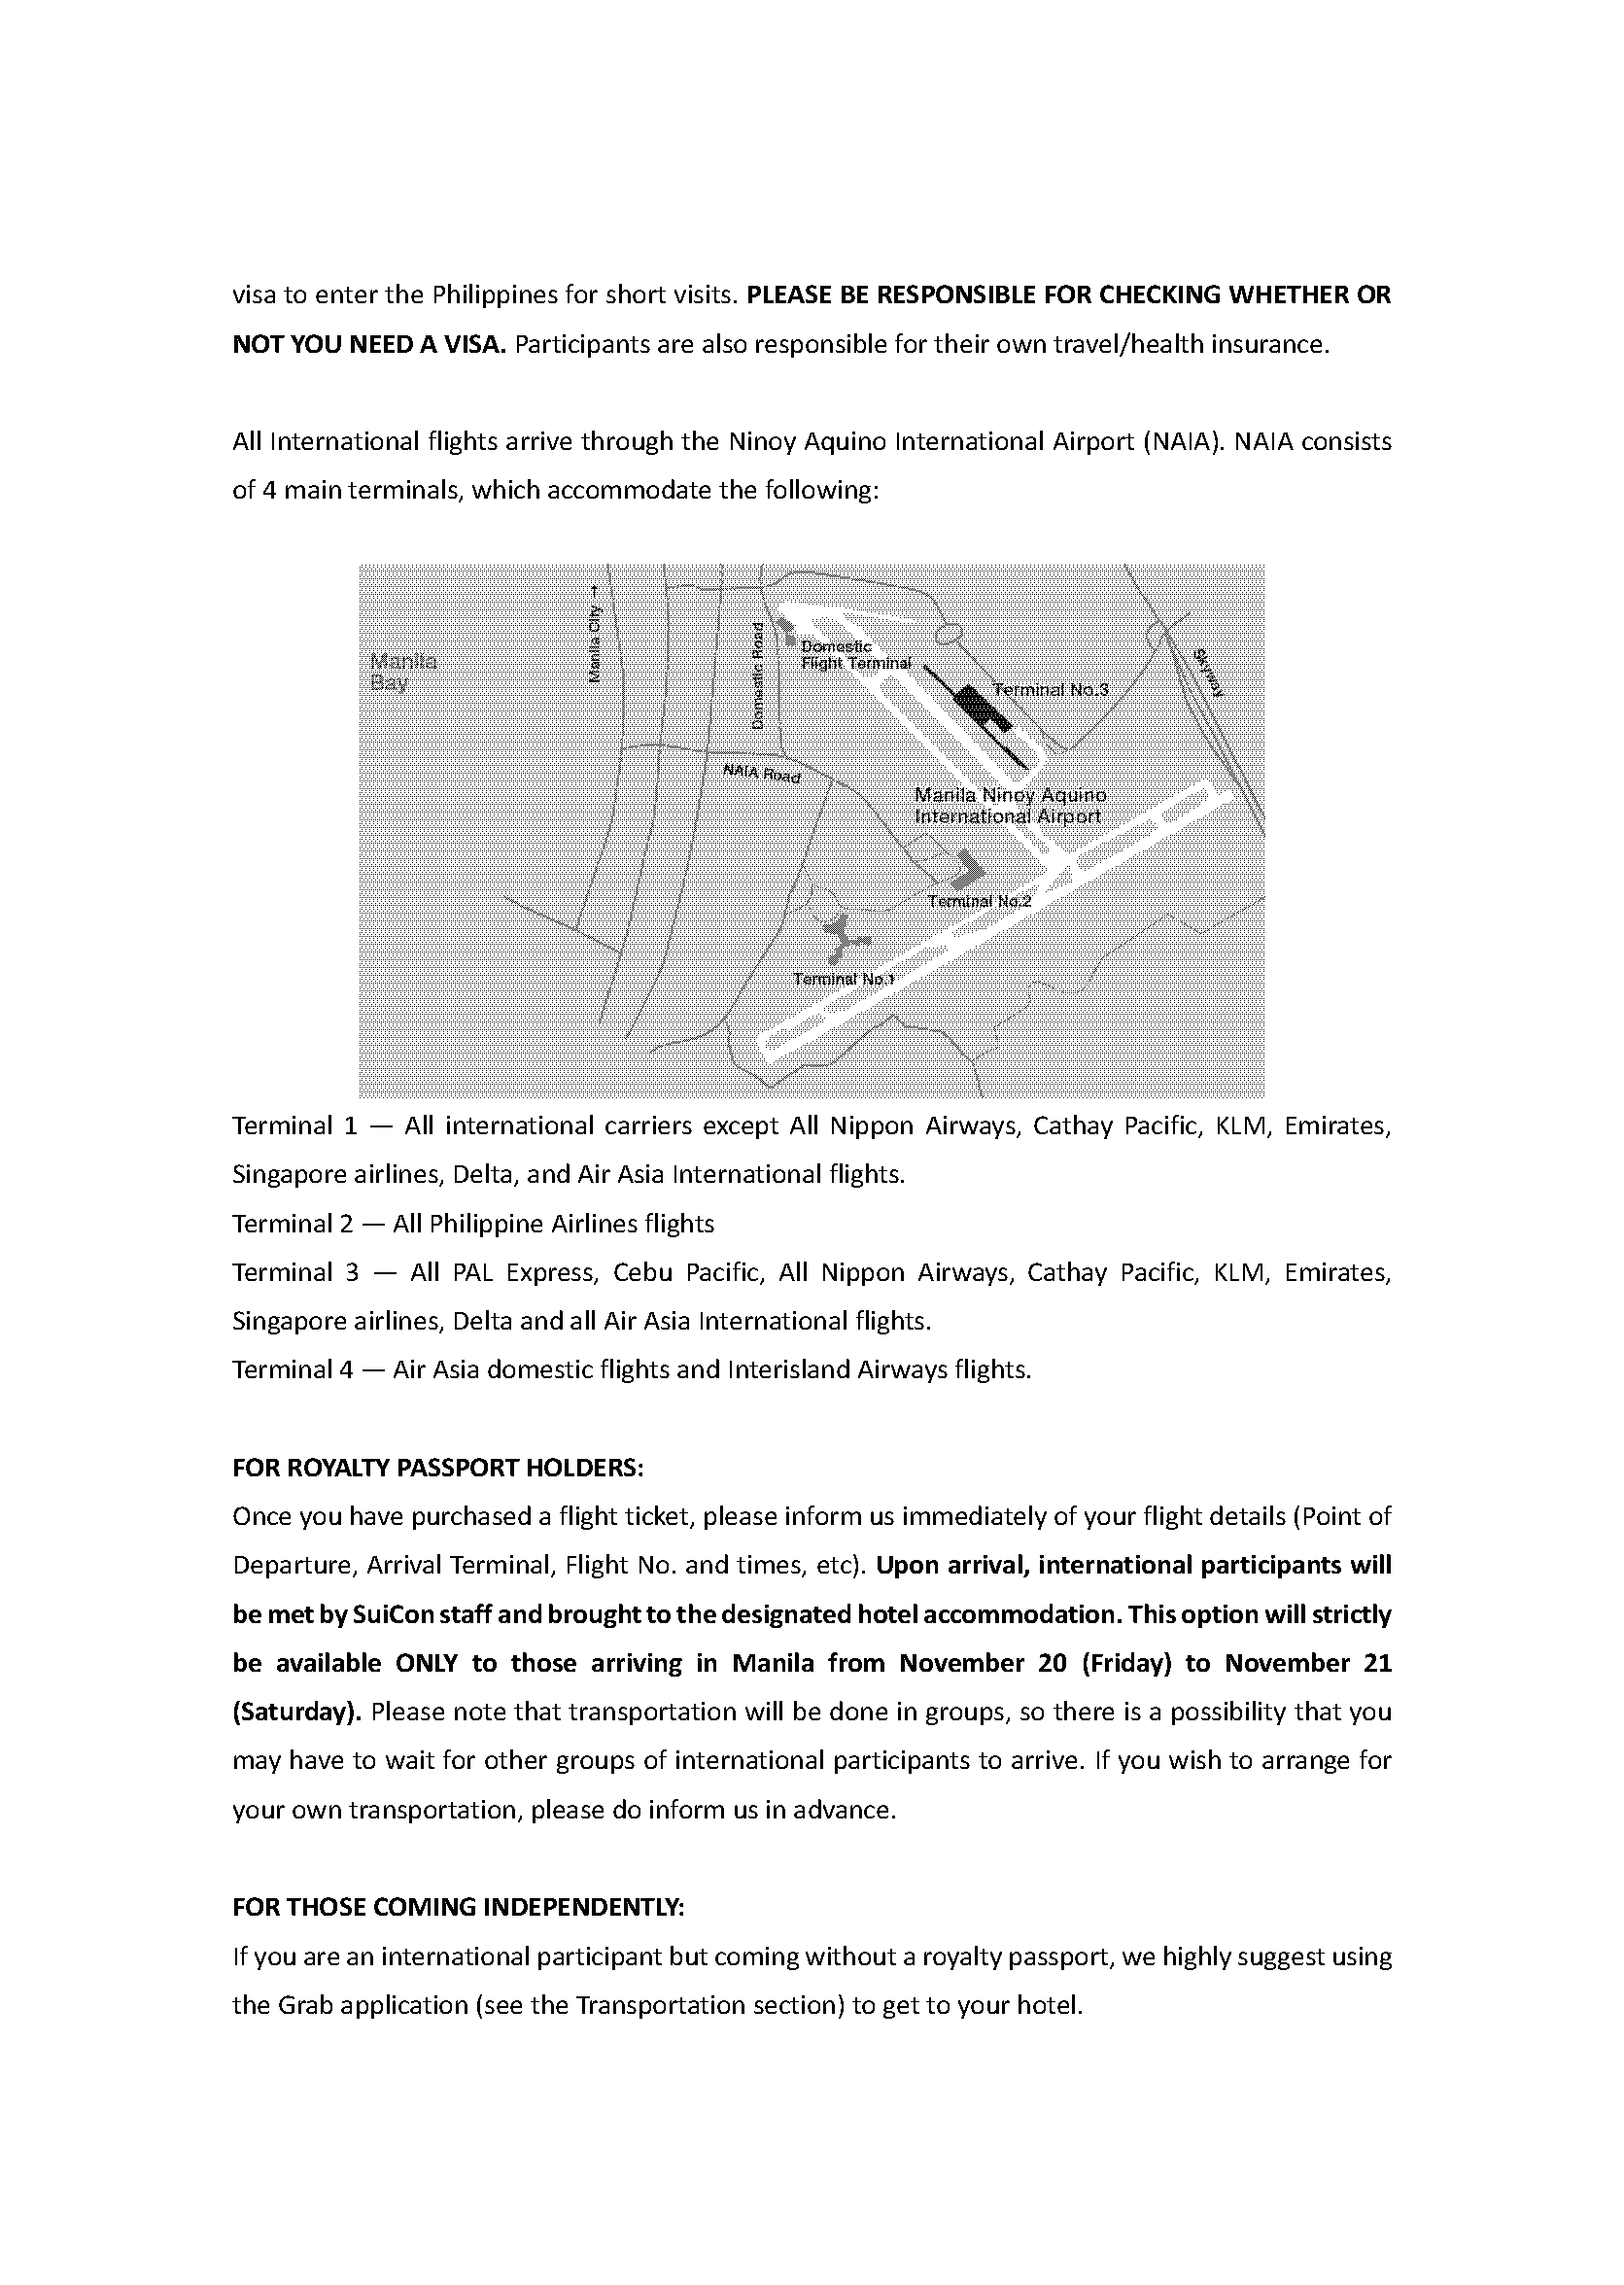 visa to enter the Philippines for short visits. PLEASE BE RESPONSIBLE FOR CHECKING WHETHER OR
NOT YOU NEED A VISA. Participants are also responsible for their own travel/health insurance.
All International flights arrive through the Ninoy Aquino International Airport (NAIA). NAIA consists
of 4 main terminals, which accommodate the following:
Manila City →
Manila
Bay
Domestic Road
Domestic
Flight Terminal
Terminal No.3
Skyway
NAIA Road
Manila Ninoy Aquino
International Airport
Terminal No.2
Terminal No.1
Terminal 1 — All international carriers except All Nippon Airways, Cathay Pacific, KLM, Emirates,
Singapore airlines, Delta, and Air Asia International flights.
Terminal 2 — All Philippine Airlines flights
Terminal 3 — All PAL Express, Cebu Pacific, All Nippon Airways, Cathay Pacific, KLM, Emirates,
Singapore airlines, Delta and all Air Asia International flights.
Terminal 4 — Air Asia domestic flights and Interisland Airways flights.
FOR ROYALTY PASSPORT HOLDERS:
Once you have purchased a flight ticket, please inform us immediately of your flight details (Point of
Departure, Arrival Terminal, Flight No. and times, etc). Upon arrival, international participants will
be met by SuiCon staff and brought to the designated hotel accommodation. This option will strictly
be available ONLY to those arriving in Manila from November 20 (Friday) to November 21
(Saturday). Please note that transportation will be done in groups, so there is a possibility that you
may have to wait for other groups of international participants to arrive. If you wish to arrange for
your own transportation, please do inform us in advance.
FOR THOSE COMING INDEPENDENTLY:
If you are an international participant but coming without a royalty passport, we highly suggest using
the Grab application (see the Transportation section) to get to your hotel.